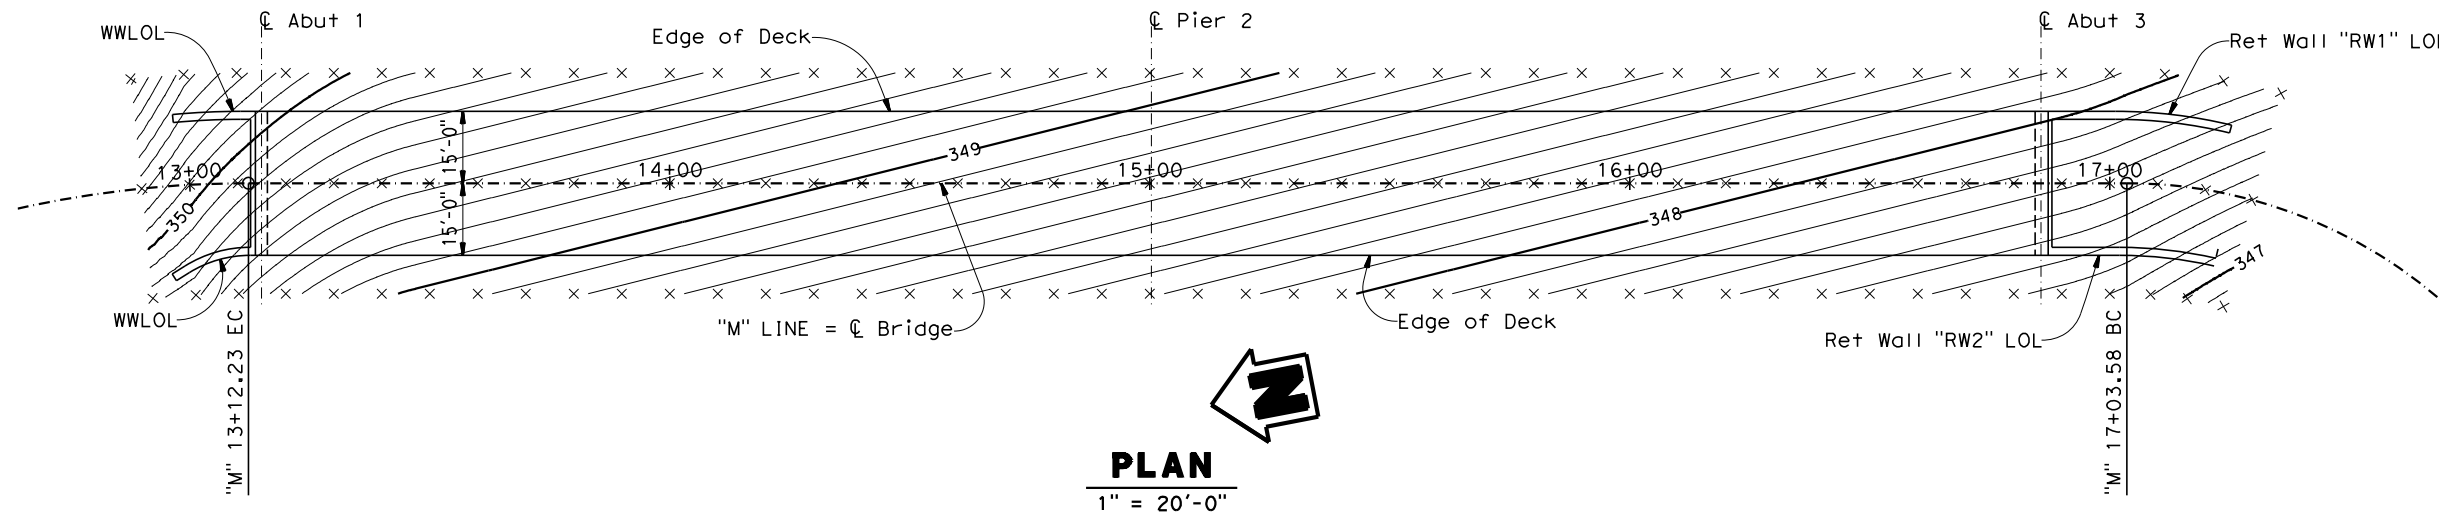 ℄ Abut 1
℄ Pier 2
℄ Abut 3
WWLOL
Edge of Deck
Ret Wall "RW1" LOL
15'-0"
349
13+00
14+00
15+00
16+00
17+00
350
15'-0"
348
347
WWLOL
"M" LINE = ℄ Bridge
Edge of Deck
Ret Wall "RW2" LOL
"M" 13+12.23 EC
"M" 17+03.58 BC
N
PLAN
1" = 20'-0"